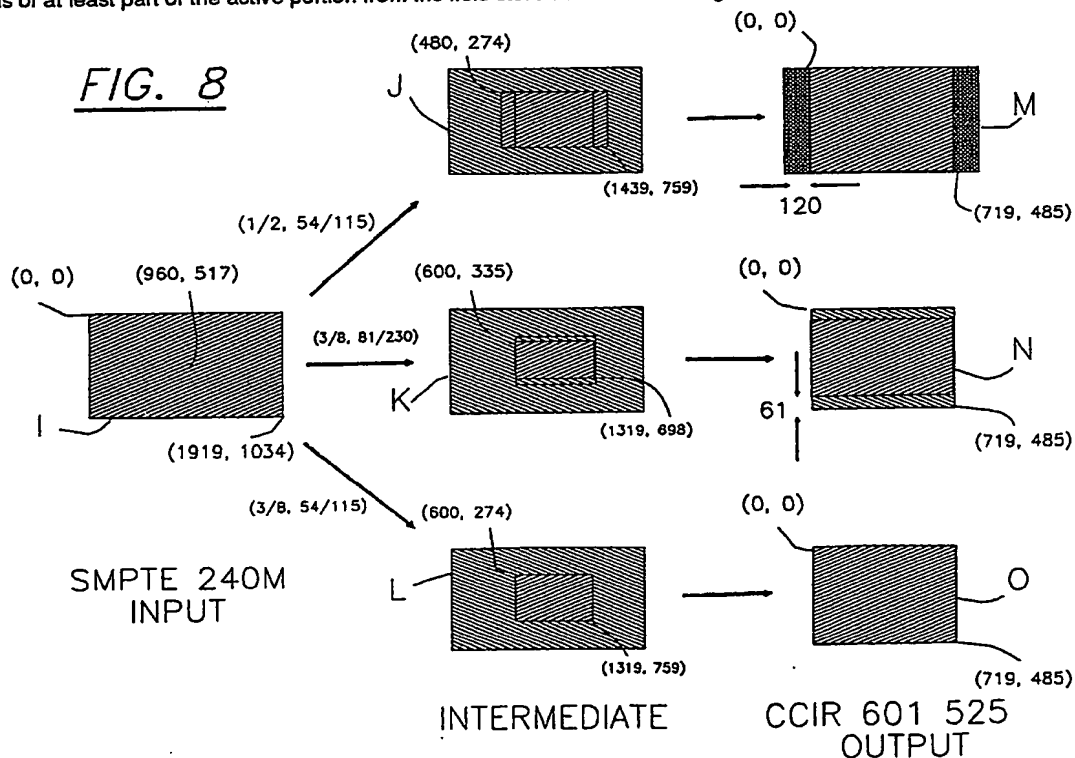 FIG. 8
(480, 274)
(0, 0)
J
M
(1439, 759)
120
(719, 485)
(1/2, 54/115)
(0, 0)
(960, 517)
(600, 335)
(0, 0)
(3/8, 81/230)
N
K
61
I
(1319, 698)
(719, 485)
(1919, 1034)
(3/8, 54/115)
(600, 274)
(0, 0)
SMPTE 240M
INPUT
L
O
(1319, 759)
(719, 485)
INTERMEDIATE
CCIR 601 525
OUTPUT